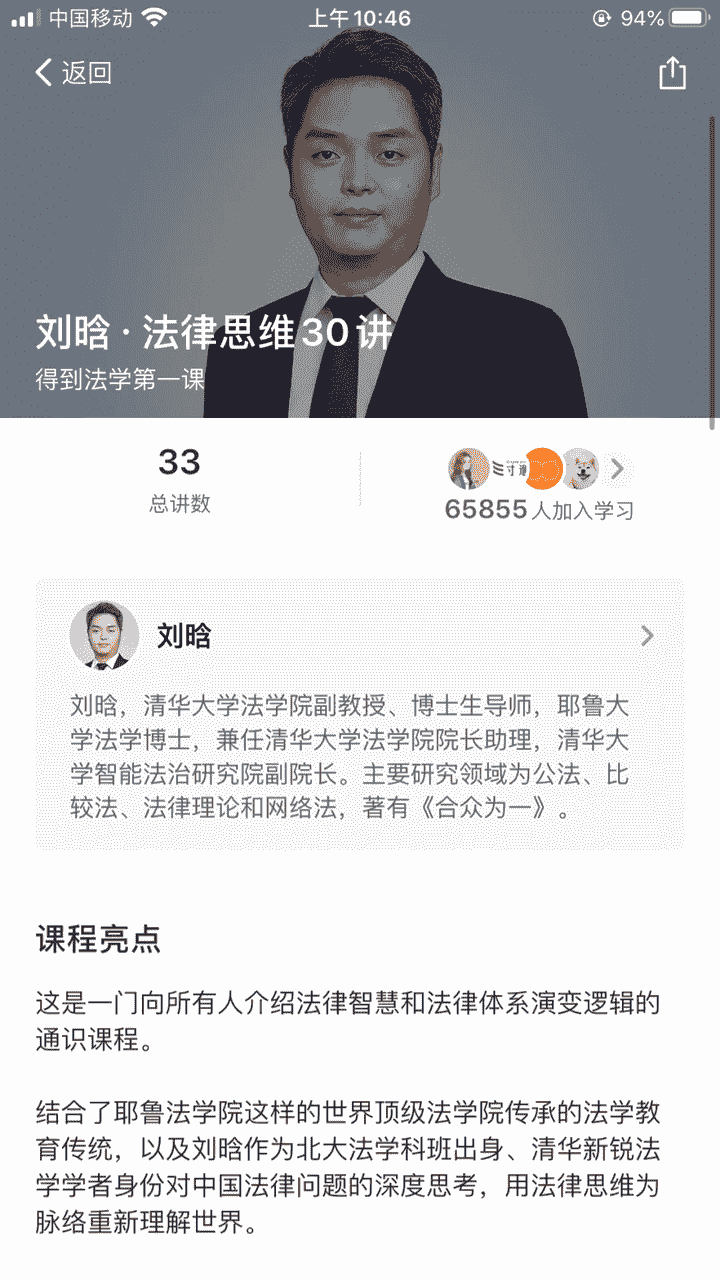 中国移动
上午10:46
94%
返回
刘晗·法律思维30讲
得到法学第一课
33
总讲数
65855人加入学习
刘晗
刘晗，清华大学法学院副教授、博士生导师，耶鲁大
学法学博士，兼任清华大学法学院院长助理，清华大
学智能法治研究院副院长。主要研究领域为公法、比
较法、法律理论和网络法，著有《合众为一》。
课程亮点
这是一门向所有人介绍法律智慧和法律体系演变逻辑的
通识课程。
结合了耶鲁法学院这样的世界顶级法学院传承的法学教
育传统，以及刘晗作为北大法学科班出身、清华新锐法
学学者身份对中国法律问题的深度思考，用法律思维为
脉络重新理解世界。